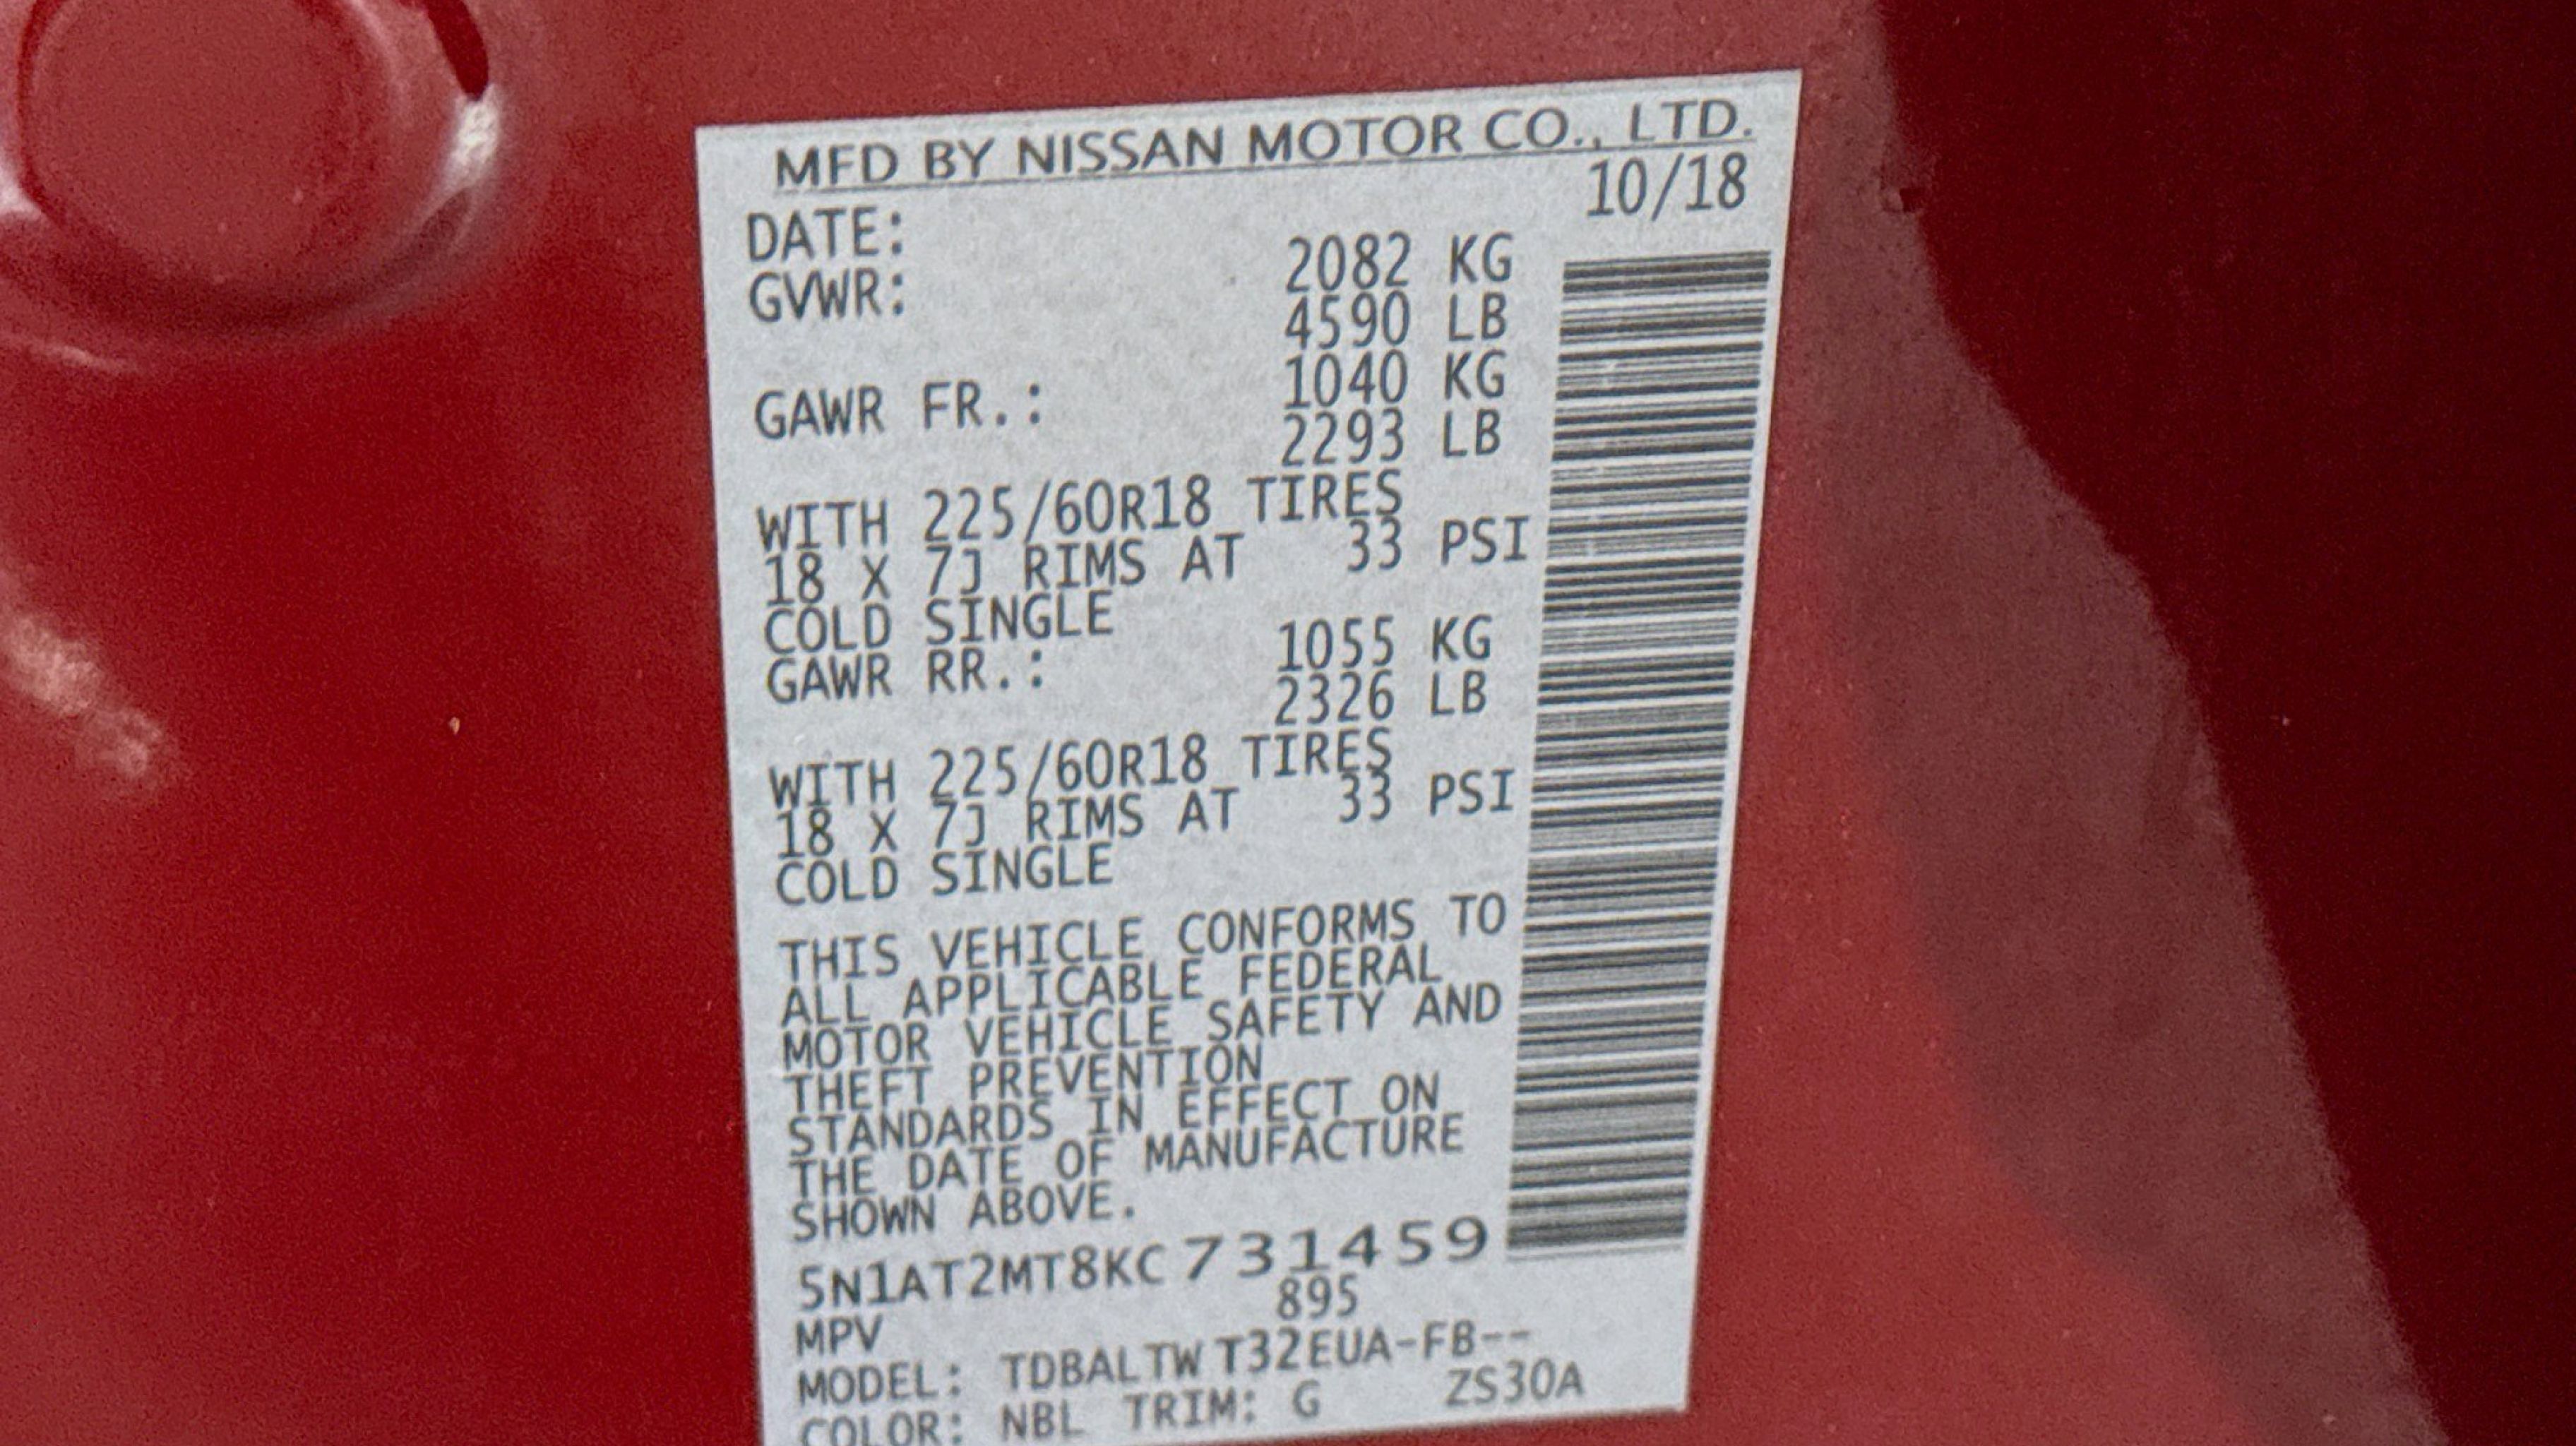 MFD BY NISSAN MOTOR CO., LTD.
DATE: 10/18
GVWR: 2082 KG
4590 LB
GAWR FR.: 1040 KG
2293 LB
WITH 225/60R18 TIRES
18 X 7J RIMS AT 33 PSI
COLD SINGLE
GAWR RR.: 1055 KG
2326 LB
WITH 225/60R18 TIRES
18 X 7J RIMS AT 33 PSI
COLD SINGLE
THIS VEHICLE CONFORMS TO
ALL APPLICABLE FEDERAL
MOTOR VEHICLE SAFETY AND
THEFT PREVENTION
STANDARDS IN EFFECT ON
THE DATE OF MANUFACTURE
SHOWN ABOVE.
5N1AT2MT8KC731459
MPV 895
MODEL: TDBALTWT32EUA-FB--
COLOR: NBL TRIM: G ZS30A